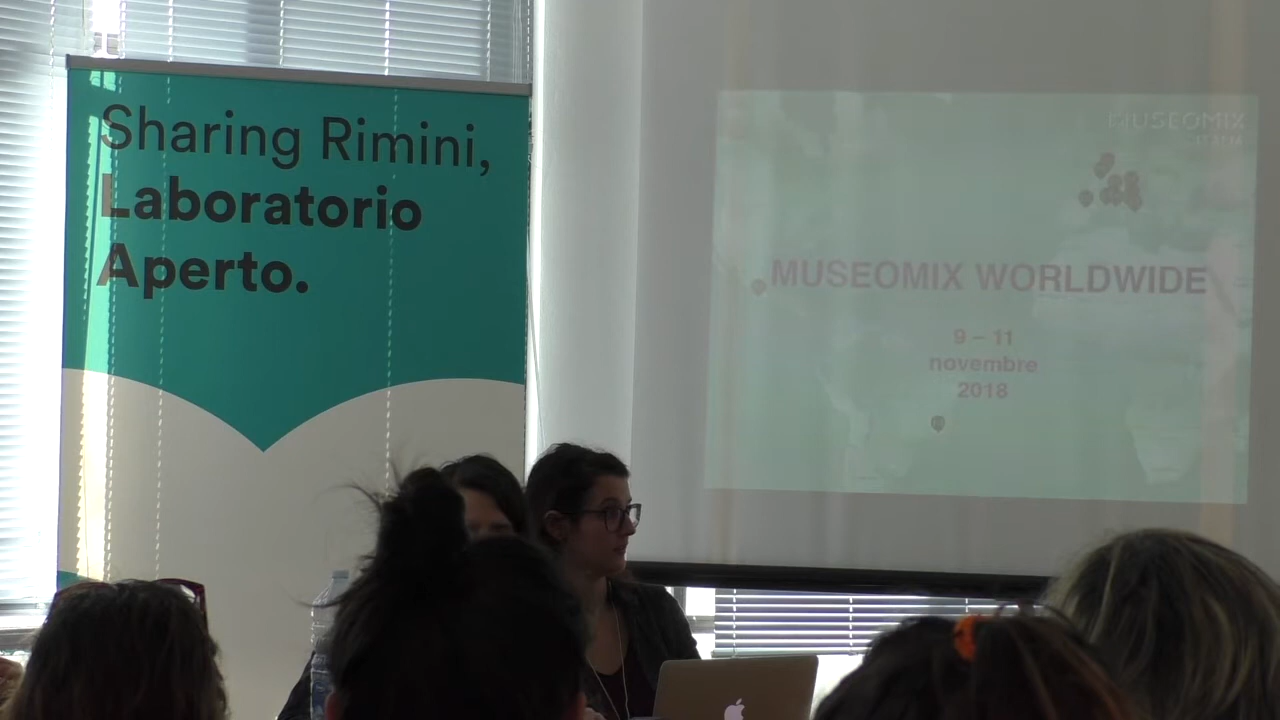 Sharing Rimini,
Laboratorio
Aperto.
MUSEOMIX
MUSEOMIX WORLDWIDE
9 – 11
novembre
2018